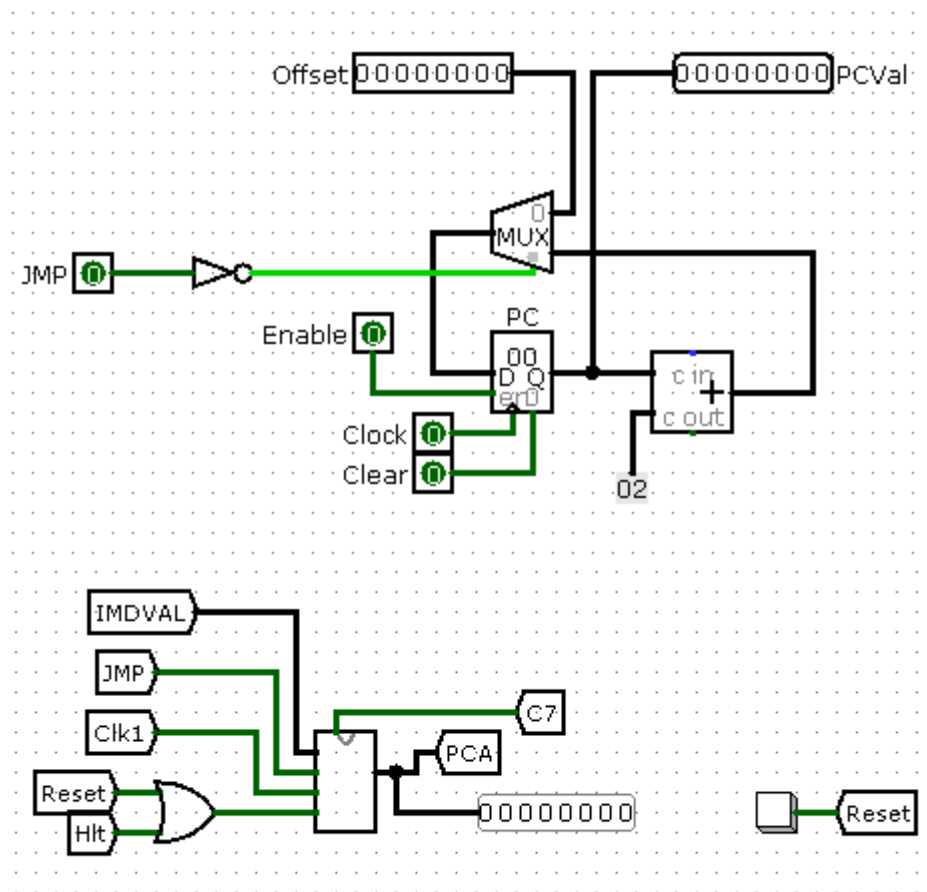 Offset 00000000
00000000 PCVal
0
MUX
JMP 0
PC
Enable 0
00
D Q
en 0
c in
+
c out
Clock 0
Clear 0
02
IMDVAL
JMP
C7
Clk1
PCA
Reset
00000000
Reset
Hlt